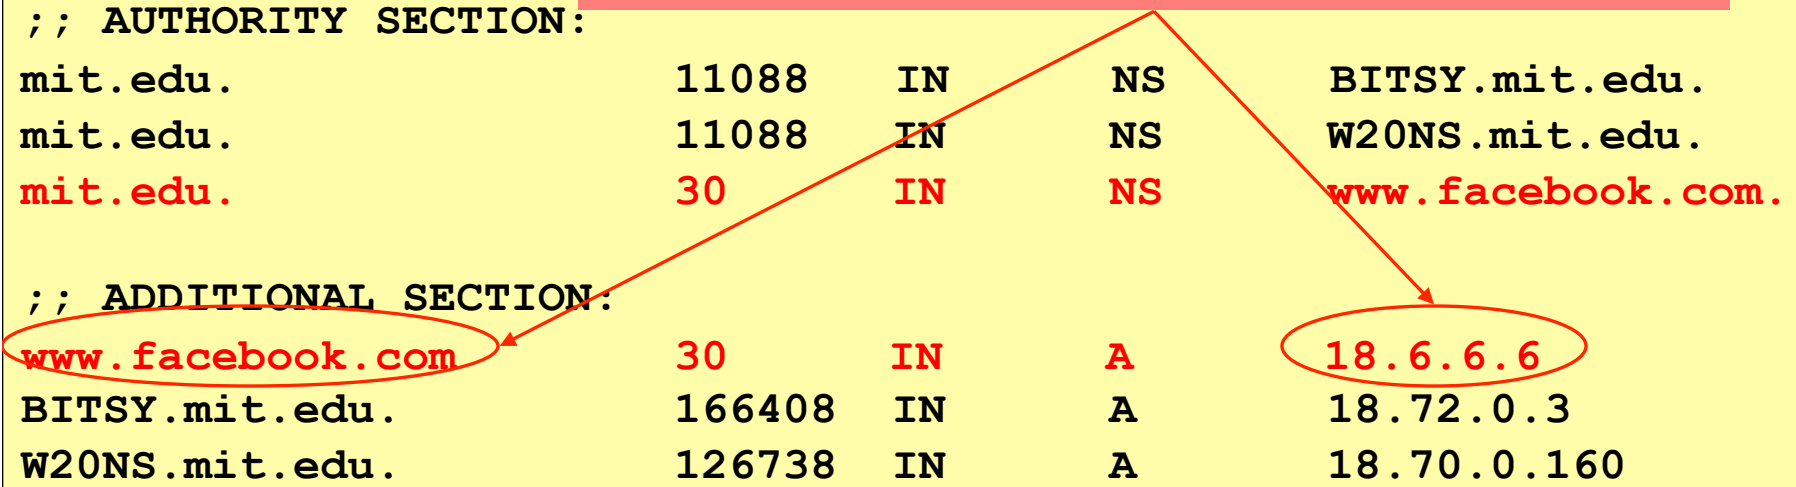 ;; AUTHORITY SECTION:
mit.edu. 11088 IN NS BITSY.mit.edu.
mit.edu. 11088 IN NS W20NS.mit.edu.
mit.edu. 30 IN NS www.facebook.com.
;; ADDITIONAL SECTION:
www.facebook.com 30 IN A 18.6.6.6
BITSY.mit.edu. 166408 IN A 18.72.0.3
W20NS.mit.edu. 126738 IN A 18.70.0.160